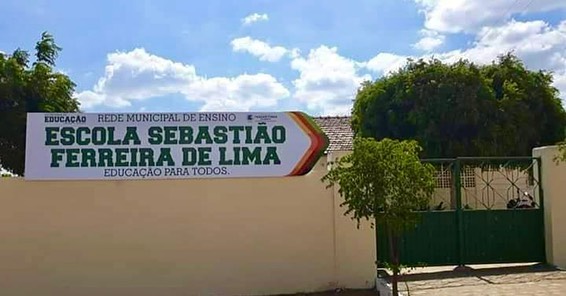 EDUCAÇÃO
REDE MUNICIPAL DE ENSINO
ESCOLA SEBASTIÃO
FERREIRA DE LIMA
EDUCAÇÃO PARA TODOS.